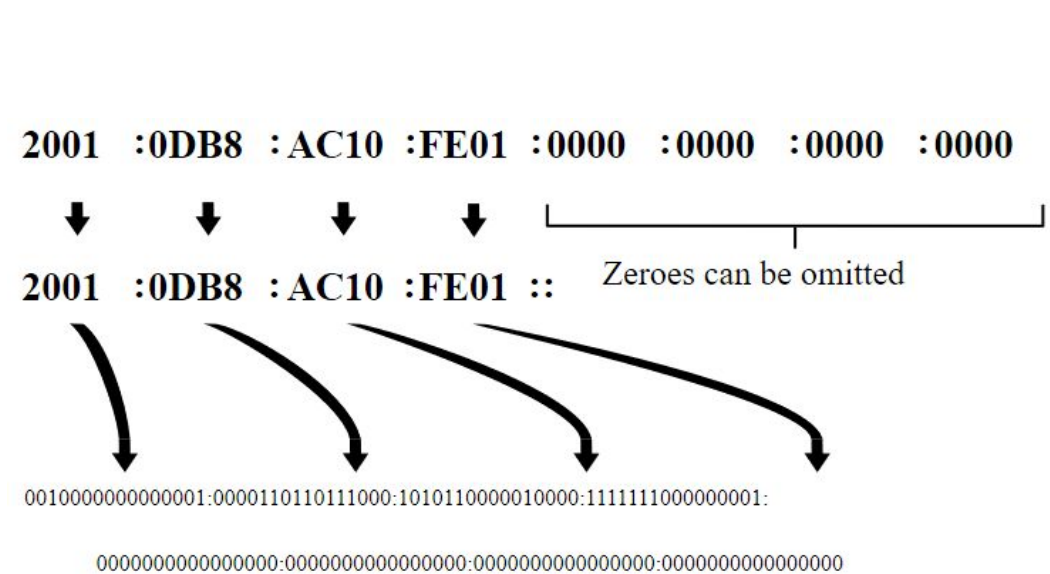 2001 :0DB8 : AC10 :FE01 :0000 :0000 :0000 :0000
2001 :0DB8 : AC10 :FE01 ::
Zeroes can be omitted
0010000000000001:0000110110111000:1010110000010000:1111111000000001:
0000000000000000:0000000000000000:0000000000000000:0000000000000000